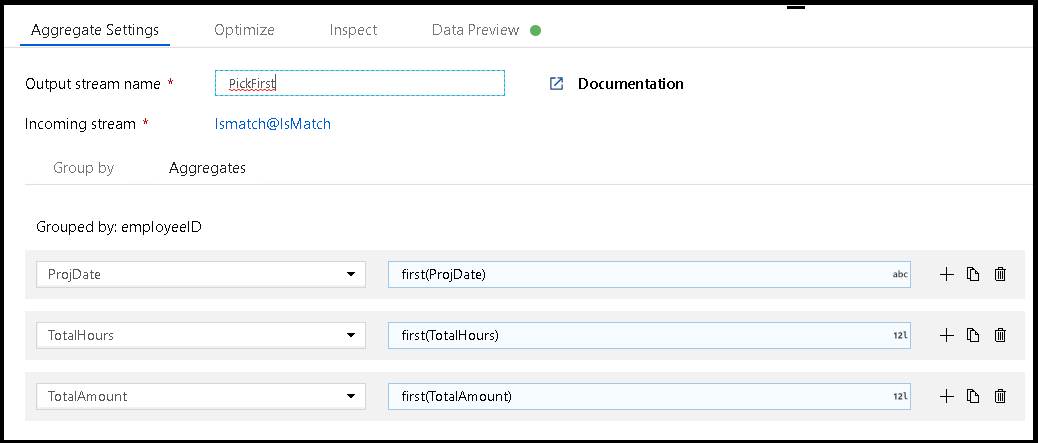 Aggregate Settings Optimize Inspect Data Preview
Output stream name * PickFirst Documentation
Incoming stream * Ismatch@IsMatch
Group by Aggregates
Grouped by: employeeID
ProjDate first(ProjDate) abc
TotalHours first(TotalHours) 12l
TotalAmount first(TotalAmount) 12l